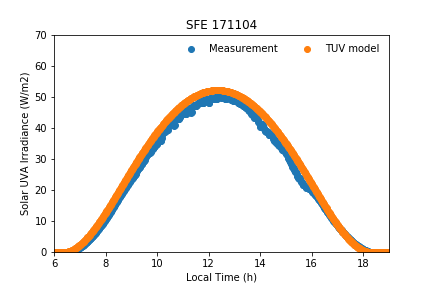 SFE 171104
Measurement TUV model
Solar UVA Irradiance (W/m2)
70
60
50
40
30
20
10
0
6 8 10 12 14 16 18
Local Time (h)